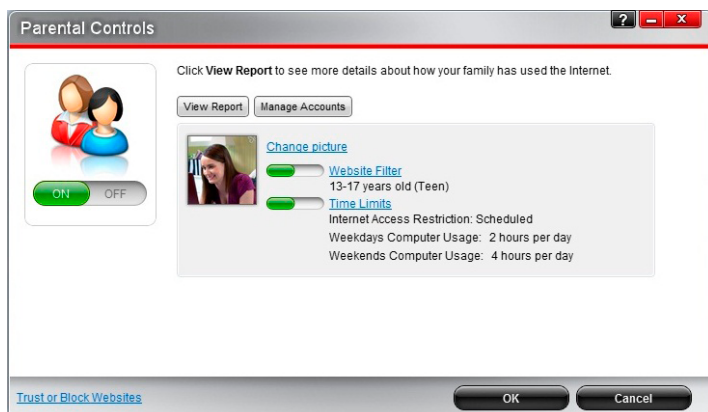 Parental Controls
?
X
Click View Report to see more details about how your family has used the Internet.
View Report Manage Accounts
Change picture
Website Filter
13-17 years old (Teen)
ON OFF
Time Limits
Internet Access Restriction: Scheduled
Weekdays Computer Usage: 2 hours per day
Weekends Computer Usage: 4 hours per day
Trust or Block Websites
OK Cancel